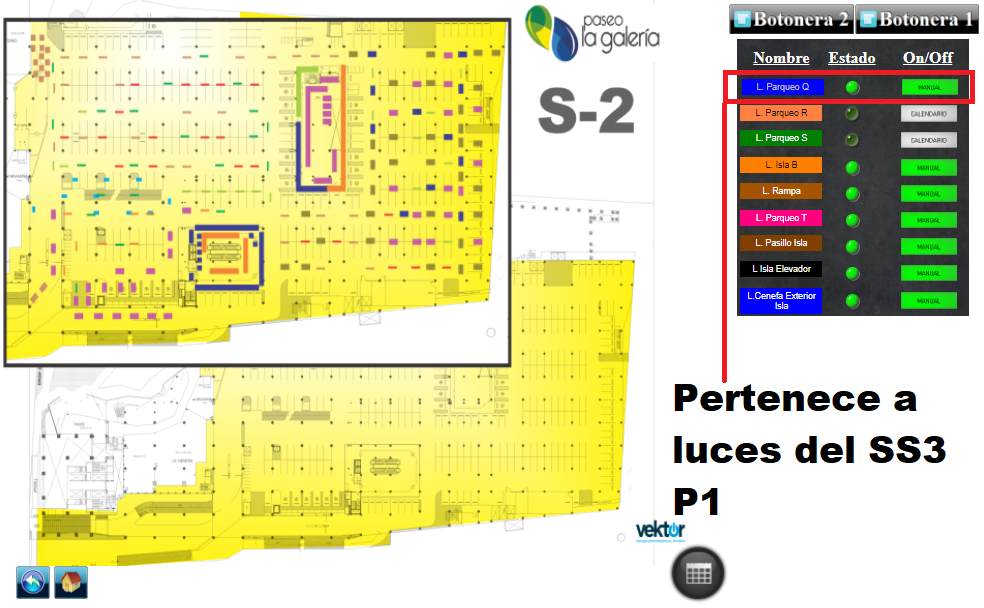 paseo
la galería
S-2
Botonera 2
Botonera 1
Nombre Estado On/Off
L. Parqueo Q MANUAL
L. Parqueo R CALENDARIO
L. Parqueo S CALENDARIO
L. Isla B MANUAL
L. Rampa MANUAL
L. Parqueo T MANUAL
L. Pasillo Isla MANUAL
L Isla Elevador MANUAL
L.Cenefa Exterior
Isla MANUAL
Pertenece a
luces del SS3
P1
vektor